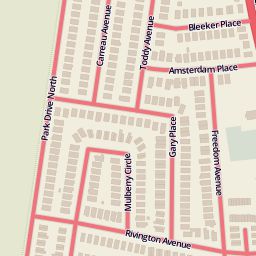 Bleeker Place
Carreau Avenue
Toddy Avenue
Amsterdam Place
Park Drive North
Gary Place
Freedom Avenue
Mulberry Circle
Rivington Avenue